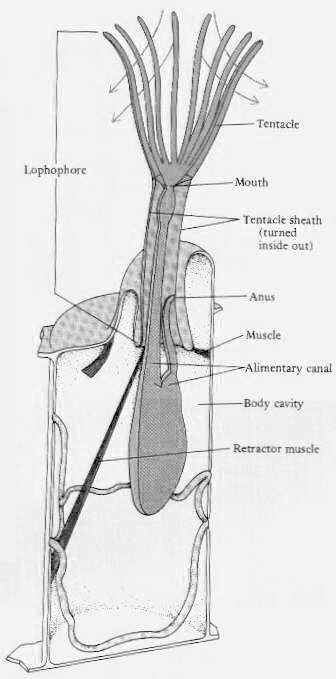 Tentacle
Lophophore
Mouth
Tentacle sheath
(turned
inside out)
Anus
Muscle
Alimentary canal
Body cavity
Retractor muscle